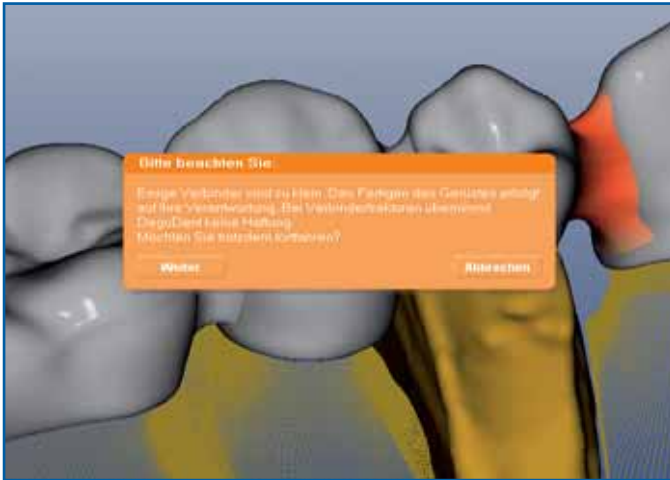 Bitte beachten Sie:
Einige Verbinder sind zu klein. Das Fertigen des Gerüstes erfolgt
auf Ihre Verantwortung. Bei Verbinderfrakturen übernimmt
DeguDent keine Haftung.
Möchten Sie trotzdem fortfahren?
Weiter
Abbrechen